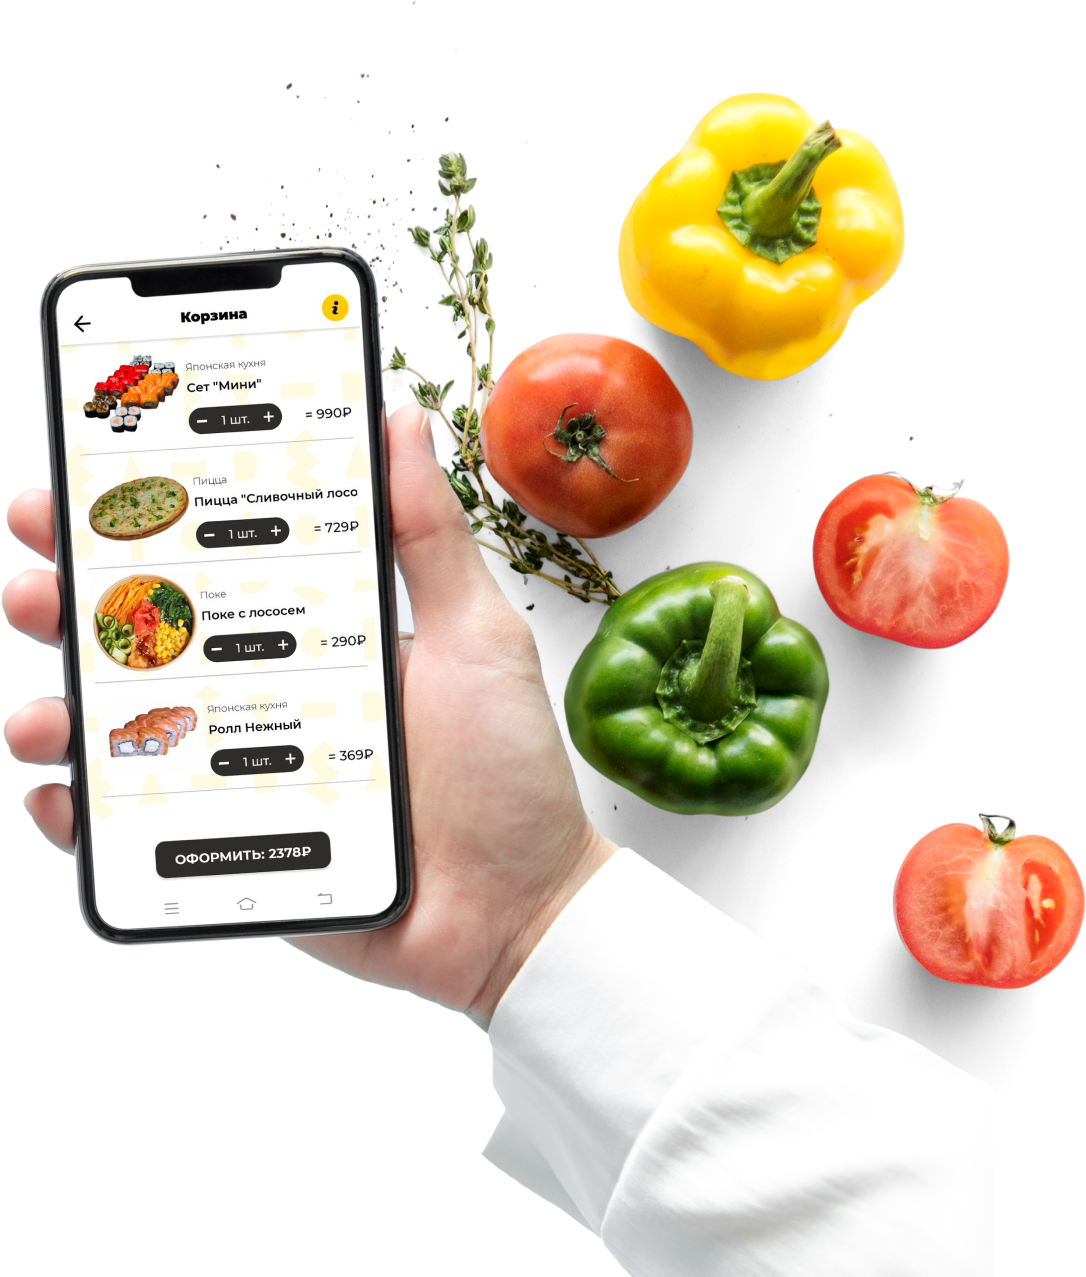 Корзина
Японская кухня
Сет "Мини"
1 шт.
= 990₽
Пицца
Пицца "Сливочный лосо
1 шт.
= 729₽
Поке
Поке с лососем
1 шт.
= 290₽
Японская кухня
Ролл Нежный
1 шт.
= 369₽
ОФОРМИТЬ: 2378₽